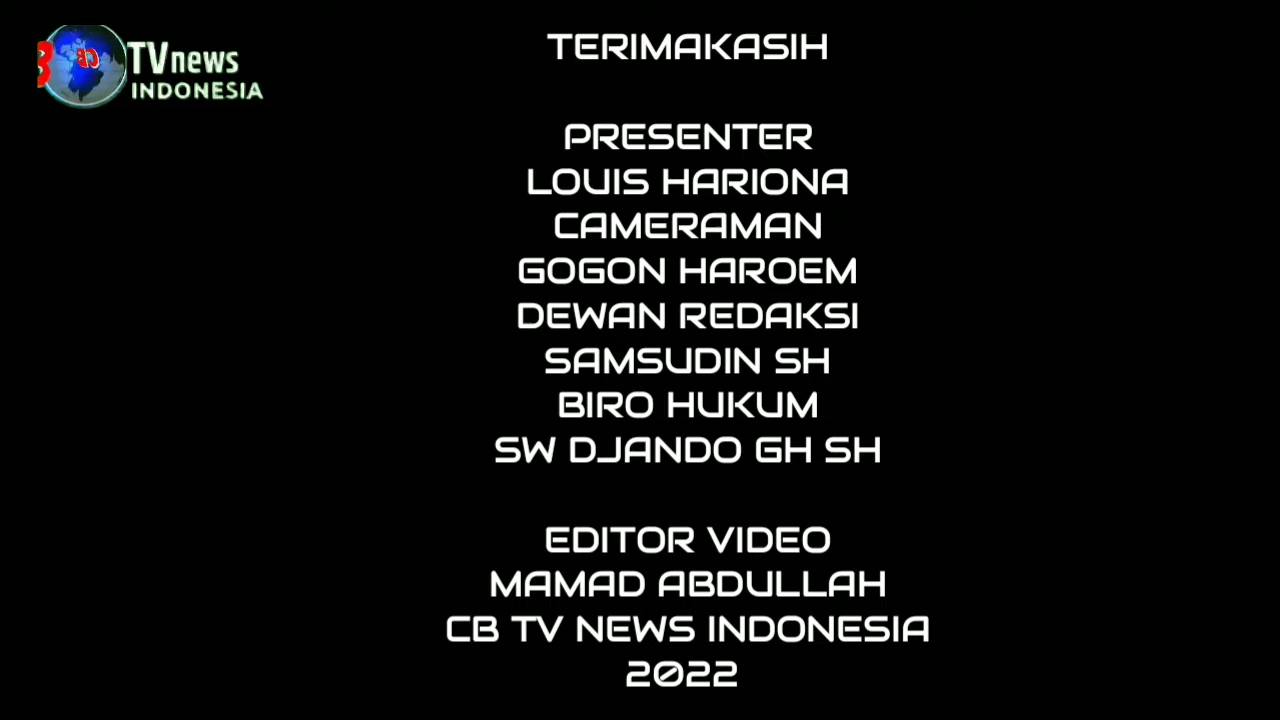 TVnews
INDONESIA
TERIMAKASIH
PRESENTER
LOUIS HARIONA
CAMERAMAN
GOGON HAROEM
DEWAN REDAKSI
SAMSUDIN SH
BIRO HUKUM
SW DJANDO GH SH
EDITOR VIDEO
MAMAD ABDULLAH
CB TV NEWS INDONESIA
2022